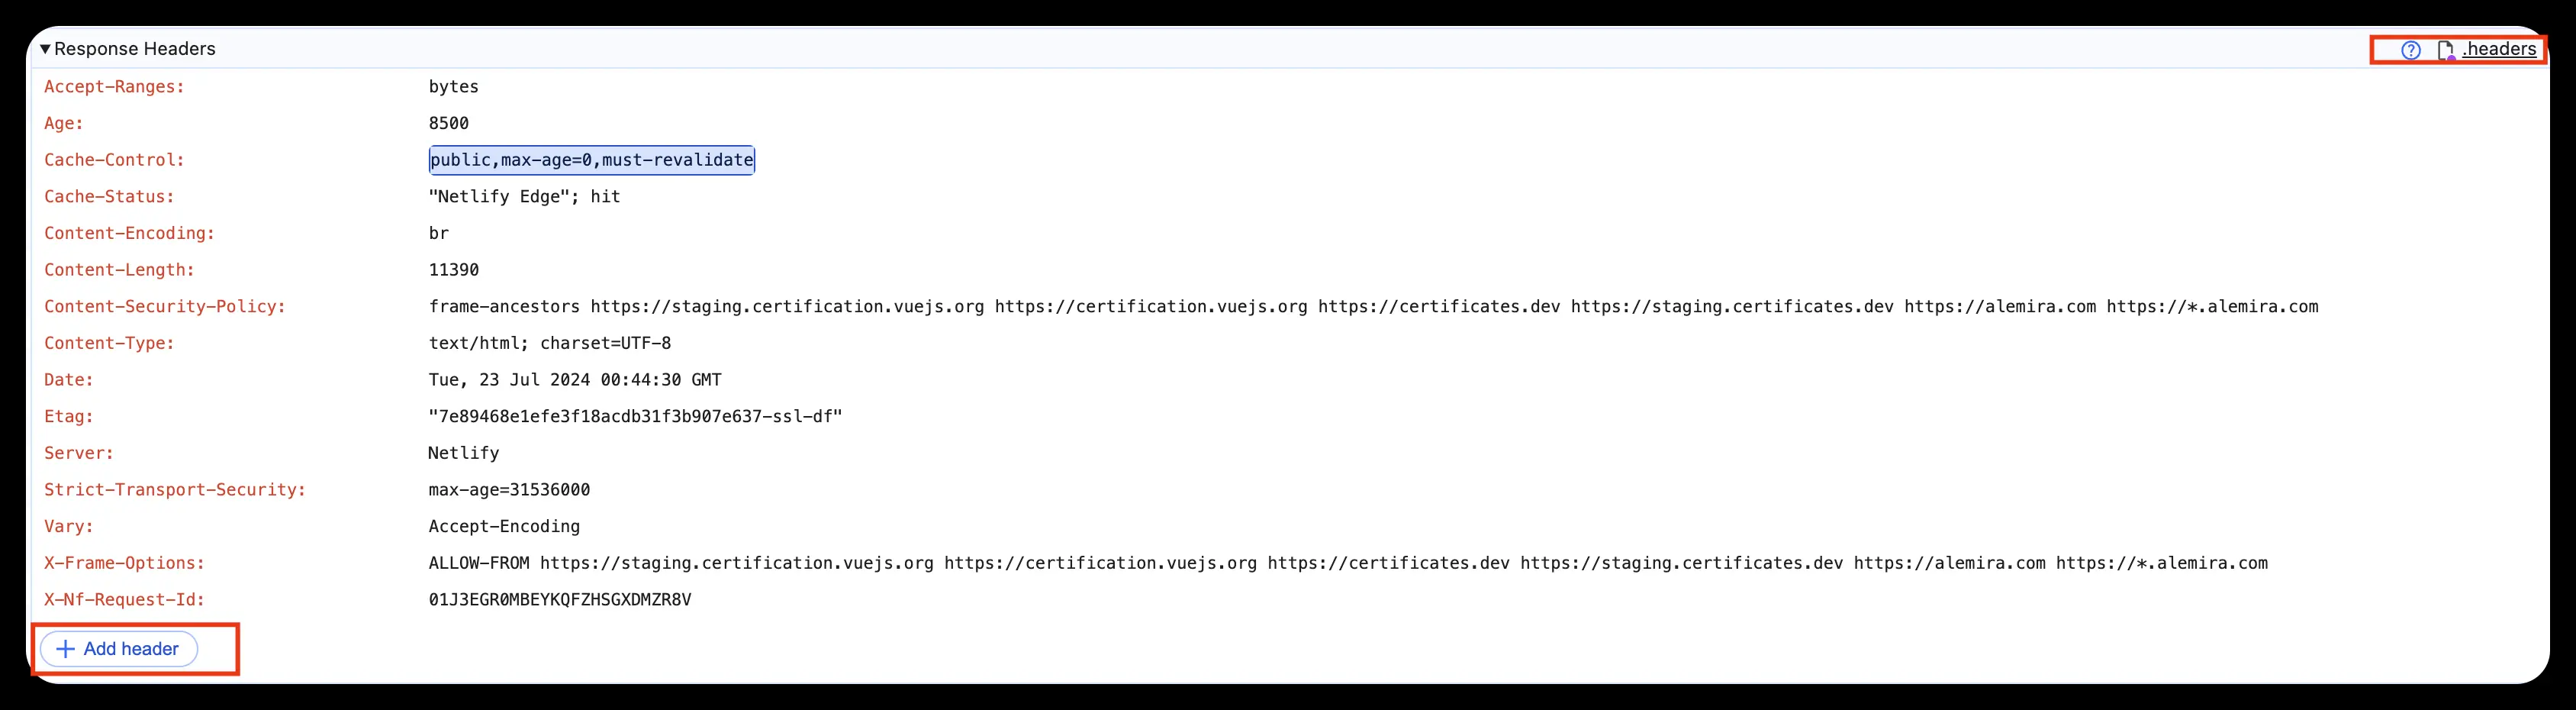 Response Headers .headers
Accept-Ranges: bytes
Age: 8500
Cache-Control: public,max-age=0,must-revalidate
Cache-Status: "Netlify Edge"; hit
Content-Encoding: br
Content-Length: 11390
Content-Security-Policy: frame-ancestors https://staging.certification.vuejs.org https://certification.vuejs.org https://certificates.dev https://staging.certificates.dev https://alemira.com https://*.alemira.com
Content-Type: text/html; charset=UTF-8
Date: Tue, 23 Jul 2024 00:44:30 GMT
Etag: "7e89468e1efe3f18acdb31f3b907e637-ssl-df"
Server: Netlify
Strict-Transport-Security: max-age=31536000
Vary: Accept-Encoding
X-Frame-Options: ALLOW-FROM https://staging.certification.vuejs.org https://certification.vuejs.org https://certificates.dev https://staging.certificates.dev https://alemira.com https://*.alemira.com
X-Nf-Request-Id: 01J3EGR0MBEYKQFZHSGXDMZR8V
+ Add header